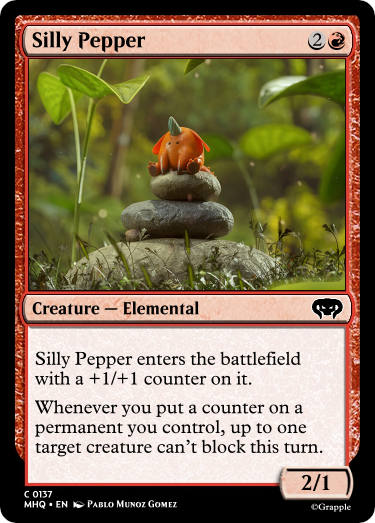 Silly Pepper 2
Creature — Elemental
Silly Pepper enters the battlefield
with a +1/+1 counter on it.
Whenever you put a counter on a
permanent you control, up to one
target creature can't block this turn.
2/1
C 0137
MHQ • EN Pablo Munoz Gomez
©Grapple